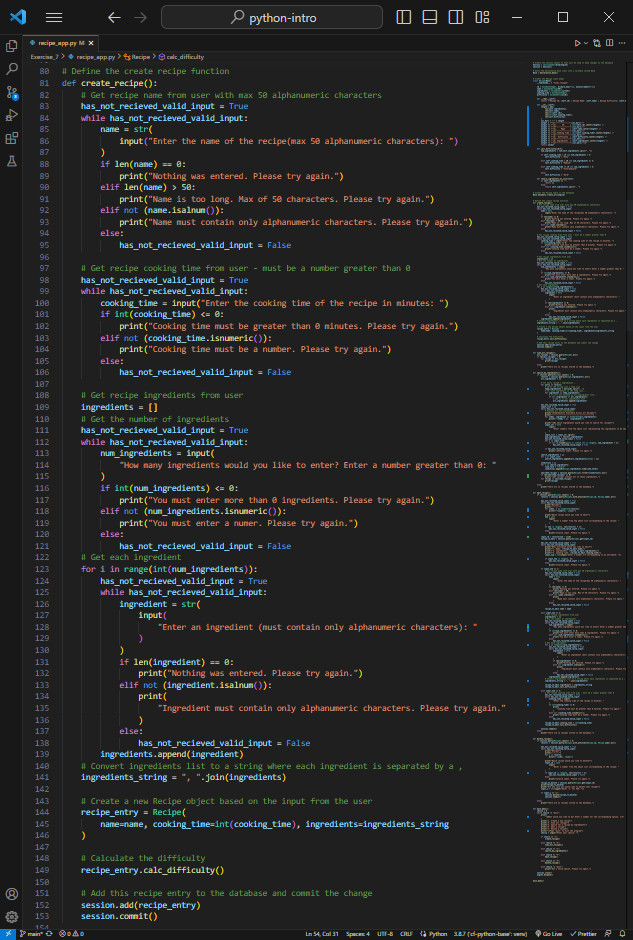 python-intro
recipe_app.py M
Exercise_7 > recipe_app.py > Recipe > calc_difficulty
80 # Define the create recipe function
81 def create_recipe():
82     # Get recipe name from user with max 50 alphanumeric characters
83     has_not_recieved_valid_input = True
84     while has_not_recieved_valid_input:
85         name = str(
86             input("Enter the name of the recipe(max 50 alphanumeric characters): ")
87         )
88         if len(name) == 0:
89             print("Nothing was entered. Please try again.")
90         elif len(name) > 50:
91             print("Name is too long. Max of 50 characters. Please try again.")
92         elif not (name.isalnum()):
93             print("Name must contain only alphanumeric characters. Please try again.")
94         else:
95             has_not_recieved_valid_input = False
96
97     # Get recipe cooking time from user - must be a number greater than 0
98     has_not_recieved_valid_input = True
99     while has_not_recieved_valid_input:
100         cooking_time = input("Enter the cooking time of the recipe in minutes: ")
101         if int(cooking_time) <= 0:
102             print("Cooking time must be greater than 0 minutes. Please try again.")
103         elif not (cooking_time.isnumeric()):
104             print("Cooking time must be a number. Please try again.")
105         else:
106             has_not_recieved_valid_input = False
107
108     # Get recipe ingredients from user
109     ingredients = []
110     # Get the number of ingredients
111     has_not_recieved_valid_input = True
112     while has_not_recieved_valid_input:
113         num_ingredients = input(
114             "How many ingredients would you like to enter? Enter a number greater than 0: "
115         )
116         if int(num_ingredients) <= 0:
117             print("You must enter more than 0 ingredients. Please try again.")
118         elif not (num_ingredients.isnumeric()):
119             print("You must enter a numer. Please try again.")
120         else:
121             has_not_recieved_valid_input = False
122     # Get each ingredient
123     for i in range(int(num_ingredients)):
124         has_not_recieved_valid_input = True
125         while has_not_recieved_valid_input:
126             ingredient = str(
127                 input(
128                     "Enter an ingredient (must contain only alphanumeric characters): "
129                 )
130             )
131             if len(ingredient) == 0:
132                 print("Nothing was entered. Please try again.")
133             elif not (ingredient.isalnum()):
134                 print(
135                     "Ingredient must contain only alphanumeric characters. Please try again."
136                 )
137             else:
138                 has_not_recieved_valid_input = False
139         ingredients.append(ingredient)
140     # Convert ingredients list to a string where each ingredient is separated by a ,
141     ingredients_string = ", ".join(ingredients)
142
143     # Create a new Recipe object based on the input from the user
144     recipe_entry = Recipe(
145         name=name, cooking_time=int(cooking_time), ingredients=ingredients_string
146     )
147
148     # Calculate the difficulty
149     recipe_entry.calc_difficulty()
150
151     # Add this recipe entry to the database and commit the change
152     session.add(recipe_entry)
153     session.commit()
154
main* 0 0 Ln 54, Col 31 Spaces: 4 UTF-8 CRLF Python 3.8.7 ('cf-python-base': venv) Go Live Prettier